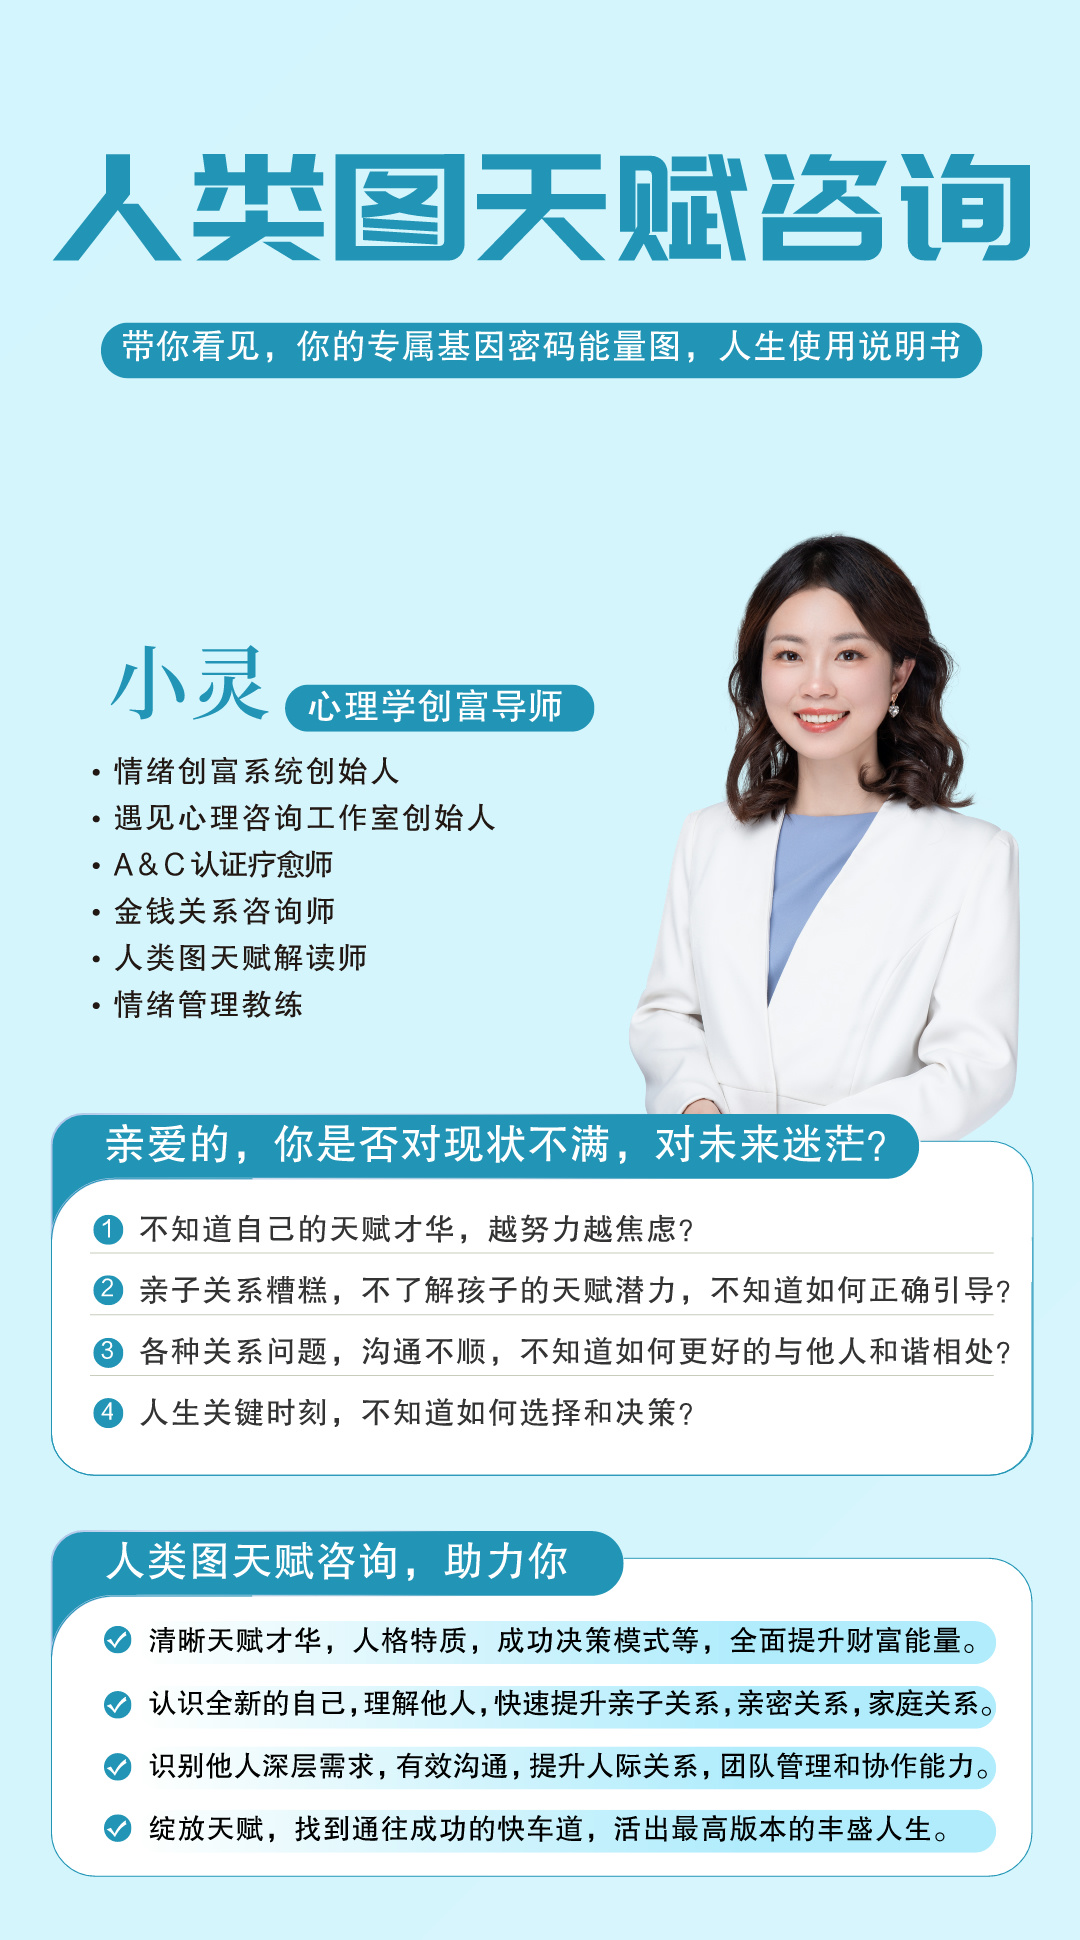 人类图天赋咨询
带你看见，你的专属基因密码能量图，人生使用说明书
小灵 心理学创富导师
·情绪创富系统创始人
·遇见心理咨询工作室创始人
·A&C认证疗愈师
·金钱关系咨询师
·人类图天赋解读师
·情绪管理教练
亲爱的，你是否对现状不满，对未来迷茫？
1 不知道自己的天赋才华，越努力越焦虑？
2 亲子关系糟糕，不了解孩子的天赋潜力，不知道如何正确引导？
3 各种关系问题，沟通不顺，不知道如何更好的与他人和谐相处？
4 人生关键时刻，不知道如何选择和决策？
人类图天赋咨询，助力你
清晰天赋才华，人格特质，成功决策模式等，全面提升财富能量。
认识全新的自己，理解他人，快速提升亲子关系，亲密关系，家庭关系。
识别他人深层需求，有效沟通，提升人际关系，团队管理和协作能力。
绽放天赋，找到通往成功的快车道，活出最高版本的丰盛人生。